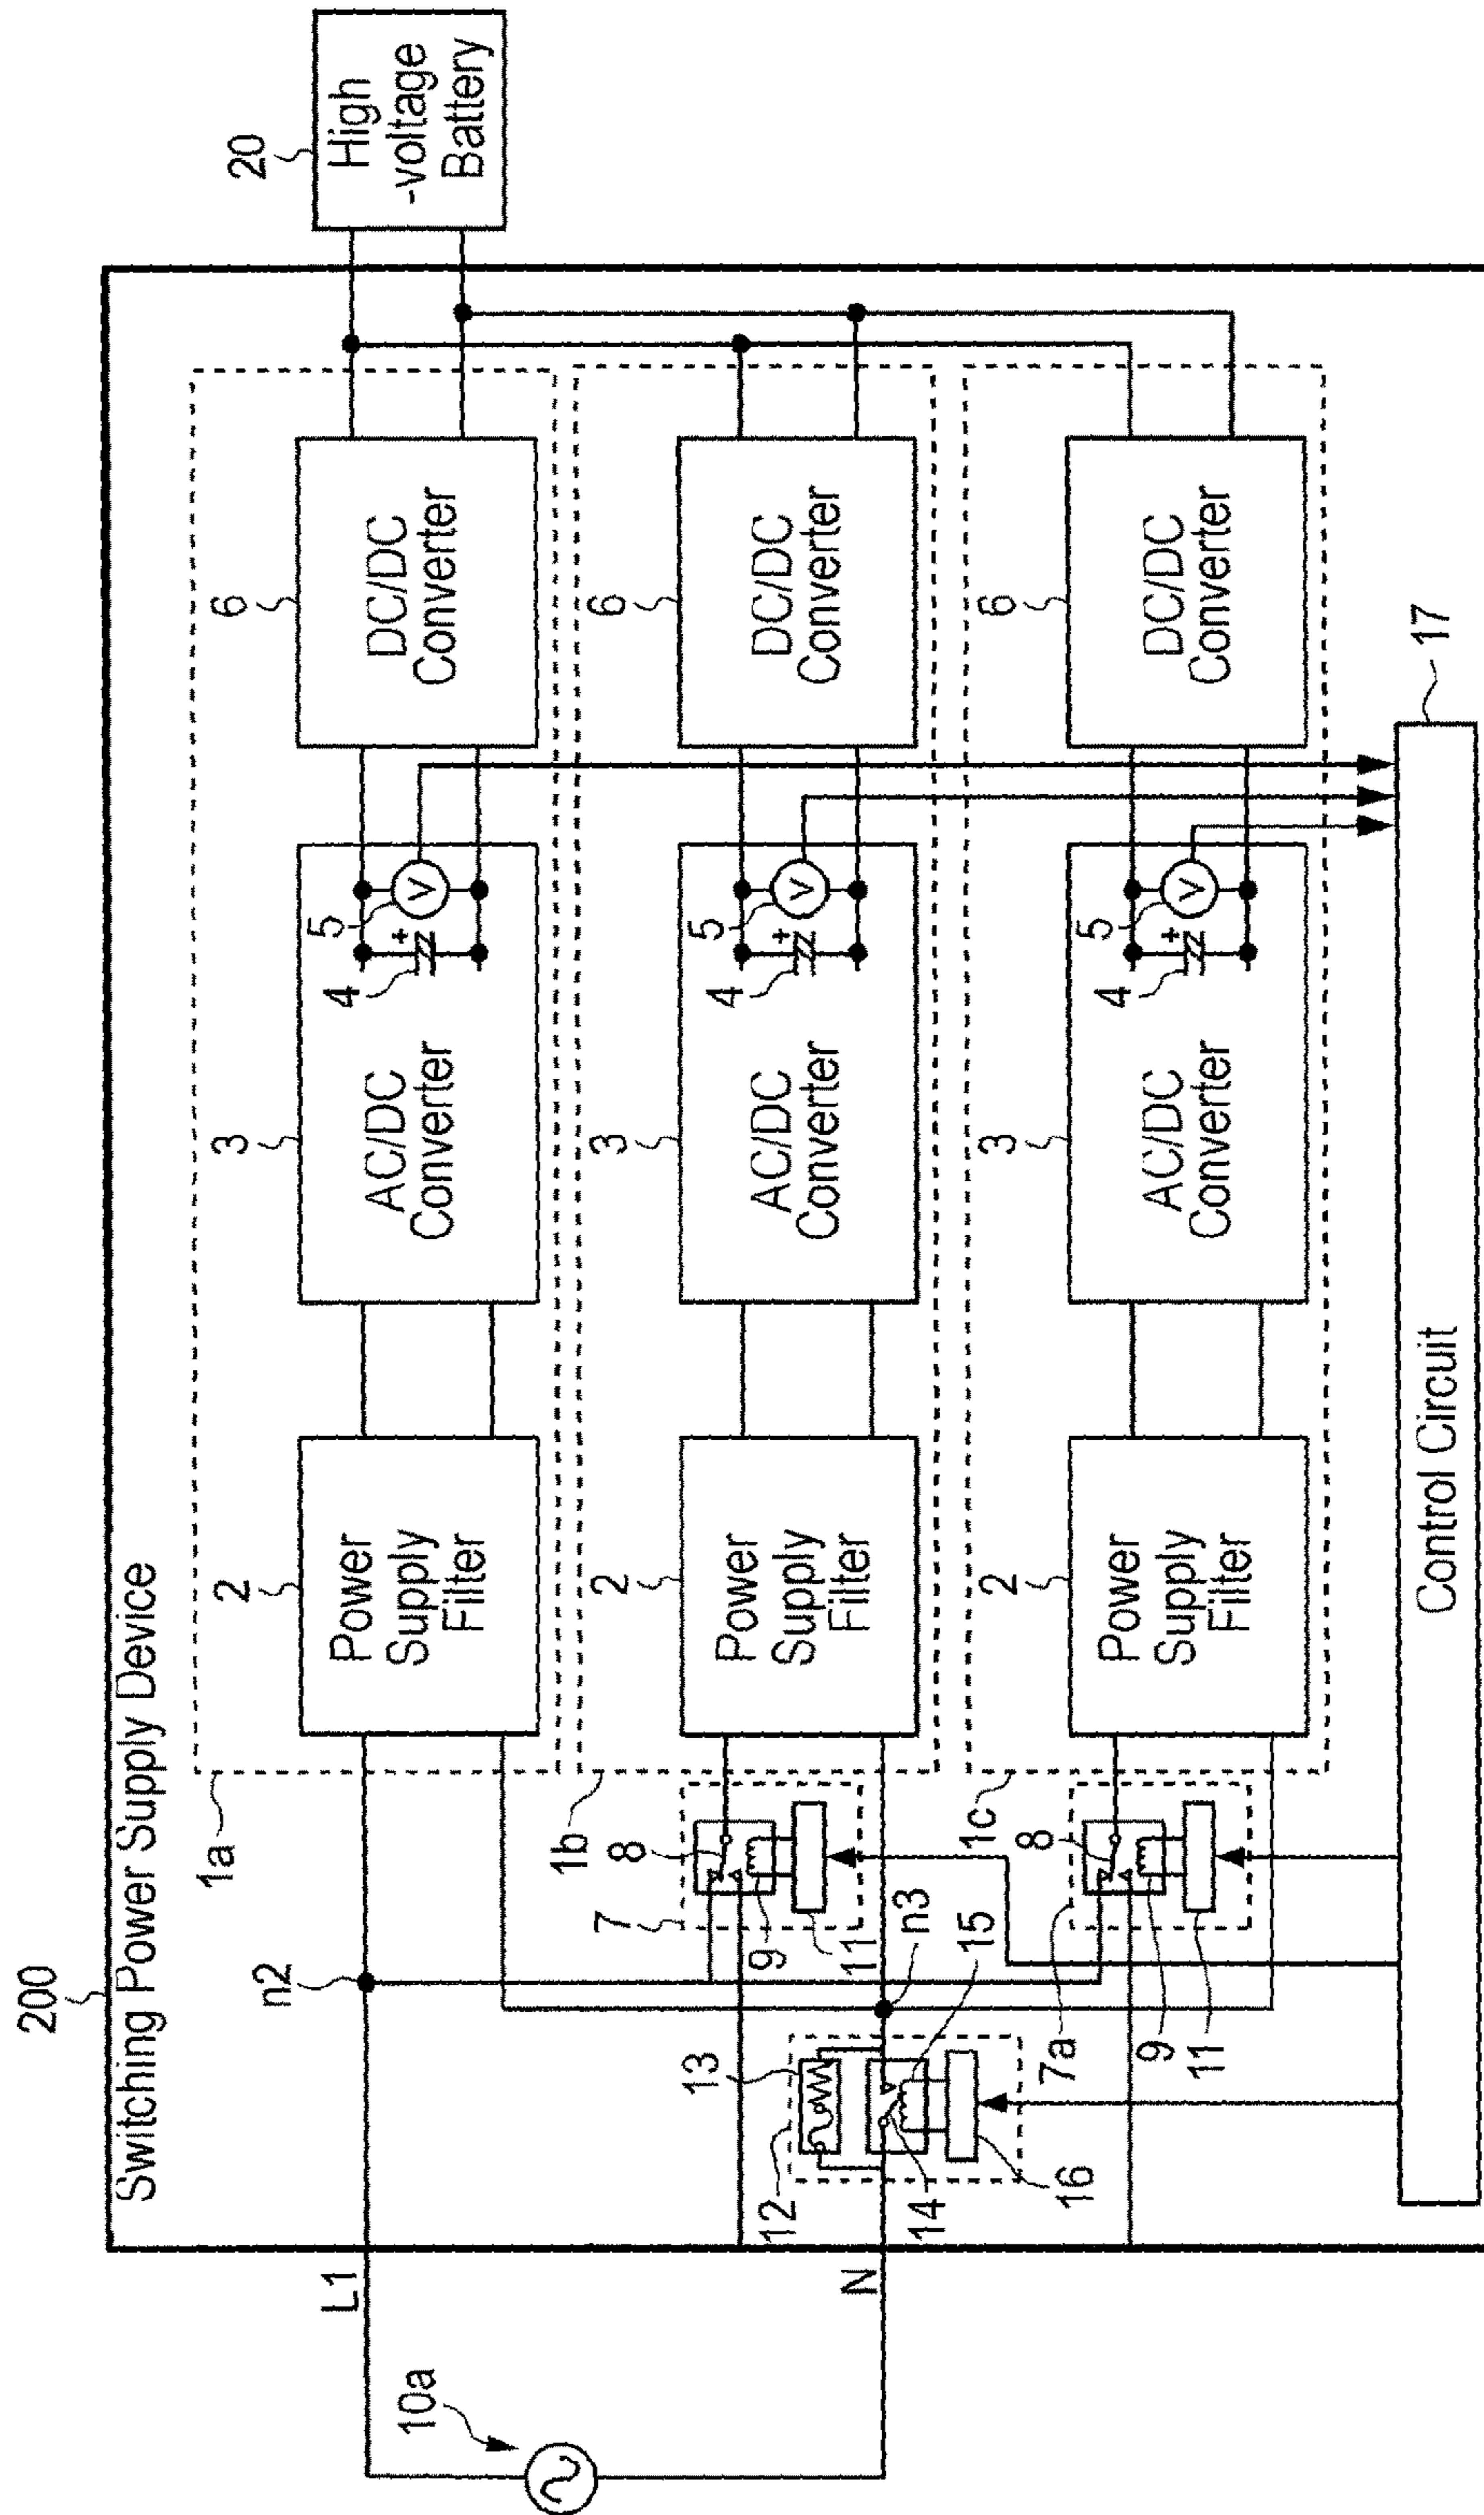 200
Switching Power Supply Device
20
High
-voltage
Battery
1a
2
Power
Supply
Filter
3
AC/DC
Converter
4
+
5
V
6
DC/DC
Converter
1b
2
Power
Supply
Filter
3
AC/DC
Converter
4
+
5
V
6
DC/DC
Converter
1c
2
Power
Supply
Filter
3
AC/DC
Converter
4
+
5
V
6
DC/DC
Converter
10a
L1
N
n2
n3
7
8
9
11
7a
8
9
11
12
13
14
15
16
17
Control Circuit